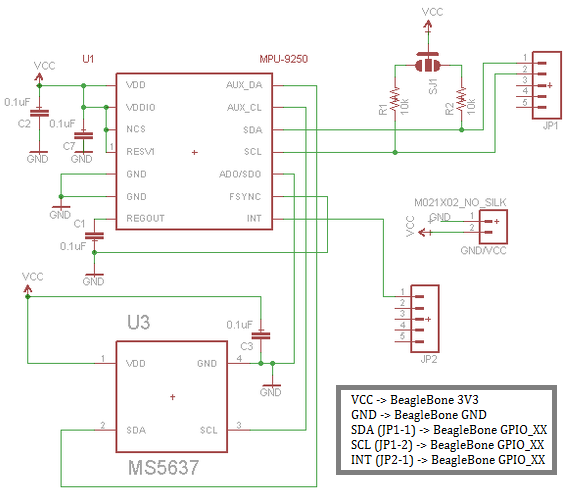 VCC
U1
MPU-9250
VCC
SJ1
0.1uF
C2
GND
0.1uF
C7
GND
VDD
VDDIO
NCS
RESV1
1
GND
GND
REGOUT
AUX_DA
AUX_CL
SDA
SCL
AD0/SDO
FSYNC
INT
R1
10k
R2
10k
1
2
3
4
5
JP1
GND
C1
0.1uF
GND
M021X02_NO_SILK
VCC
GND
1
2
GND/VCC
1
2
3
4
5
JP2
VCC
U3
0.1uF
C3
GND
1
VDD
GND
4
2
SDA
SCL
3
MS5637
VCC -> BeagleBone 3V3
GND -> BeagleBone GND
SDA (JP1-1) -> BeagleBone GPIO_XX
SCL (JP1-2) -> BeagleBone GPIO_XX
INT (JP2-1) -> BeagleBone GPIO_XX